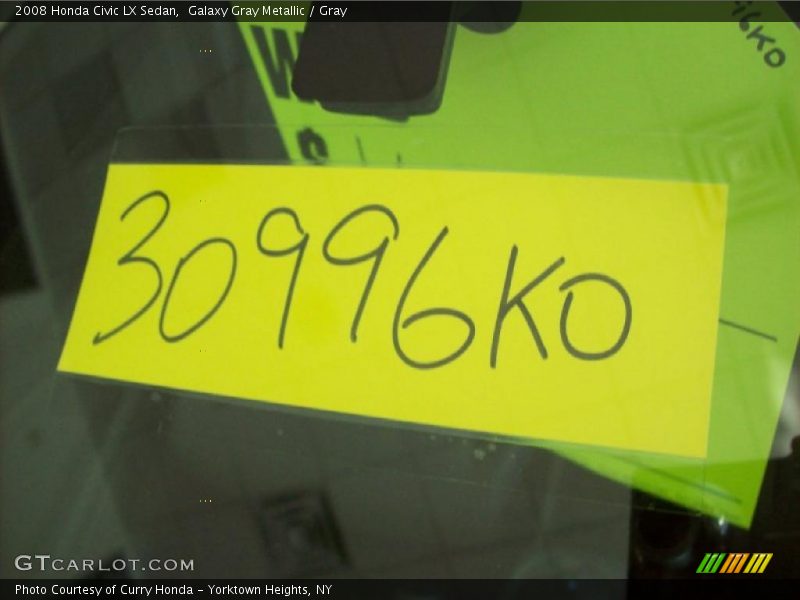 2008 Honda Civic LX Sedan,  Galaxy Gray Metallic / Gray
96KO
W
30996KO
GTCARLOT.COM
Photo Courtesy of Curry Honda - Yorktown Heights, NY